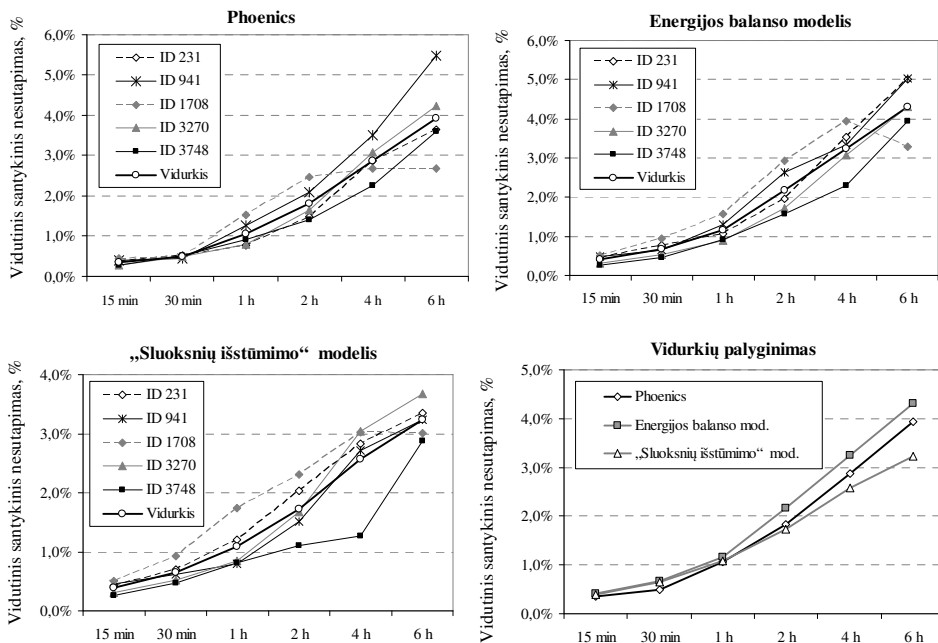 Phoenics
Vidutinis santykinis nesutapimas, %
6,0%
5,0%
4,0%
3,0%
2,0%
1,0%
0,0%
ID 231
ID 941
ID 1708
ID 3270
ID 3748
Vidurkis
15 min 30 min 1 h 2 h 4 h 6 h
Energijos balanso modelis
Vidutinis santykinis nesutapimas, %
6,0%
5,0%
4,0%
3,0%
2,0%
1,0%
0,0%
ID 231
ID 941
ID 1708
ID 3270
ID 3748
Vidurkis
15 min 30 min 1 h 2 h 4 h 6 h
„Sluoksnių išstūmimo“ modelis
Vidutinis santykinis nesutapimas, %
4,0%
3,0%
2,0%
1,0%
0,0%
ID 231
ID 941
ID 1708
ID 3270
ID 3748
Vidurkis
15 min 30 min 1 h 2 h 4 h 6 h
Vidurkių palyginimas
Vidutinis santykinis nesutapimas, %
5,0%
4,0%
3,0%
2,0%
1,0%
0,0%
Phoenics
Energijos balanso mod.
„Sluoksnių išstūmimo“ mod.
15 min 30 min 1 h 2 h 4 h 6 h